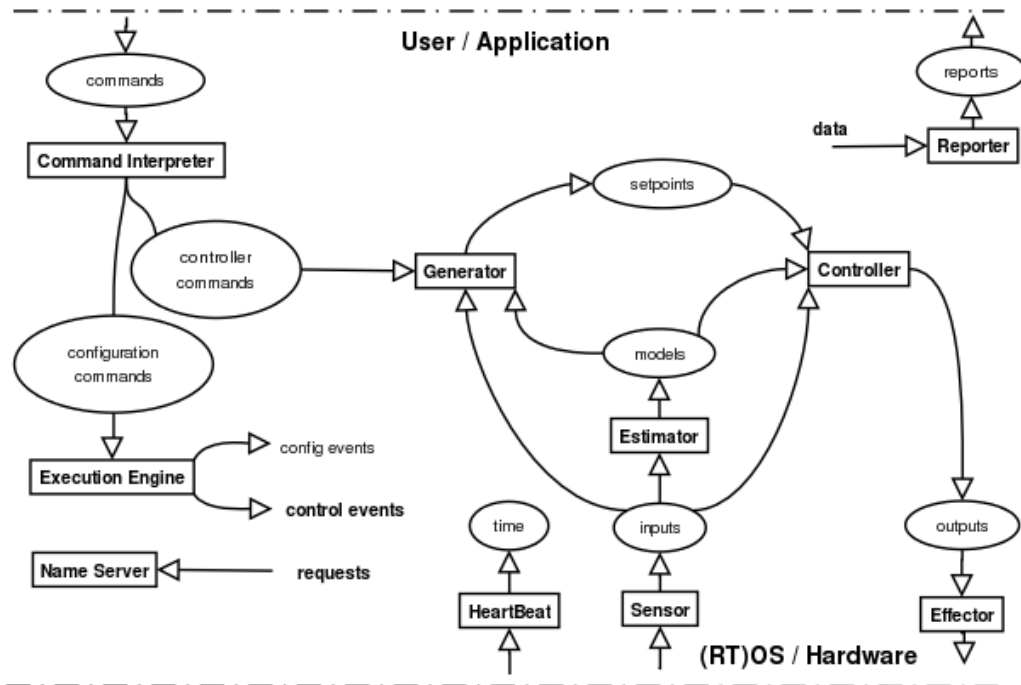 User / Application
commands
reports
data
Command Interpreter
Reporter
setpoints
controller
commands
Generator
Controller
configuration
commands
models
Estimator
config events
Execution Engine
control events
time
inputs
outputs
Name Server
requests
HeartBeat
Sensor
Effector
(RT)OS / Hardware